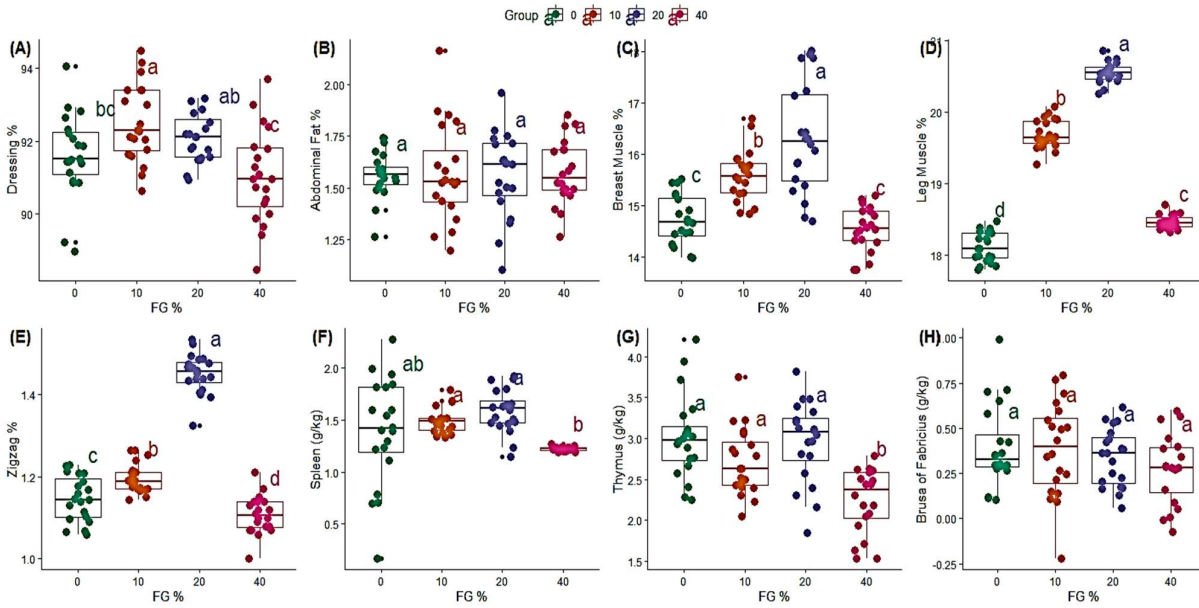 Group a 0 a 10 a 20 a 40
(A)
Dressing %
94
92
90
bc
a
ab
c
0 10 20 40
FG %
(B)
Abdominal Fat %
2.00
1.75
1.50
1.25
a
a
a
a
0 10 20 40
FG %
(C)
Breast Muscle %
18
17
16
15
14
c
b
a
c
0 10 20 40
FG %
(D)
Leg Muscle %
21
20
19
18
d
b
a
c
0 10 20 40
FG %
(E)
Zigzag %
1.4
1.2
1.0
c
b
a
d
0 10 20 40
FG %
(F)
Spleen (g/kg)
2.0
1.5
1.0
0.5
ab
a
a
b
0 10 20 40
FG %
(G)
Thymus (g/kg)
4.0
3.5
3.0
2.5
2.0
1.5
a
a
a
b
0 10 20 40
FG %
(H)
Brusa of Fabricius (g/kg)
1.00
0.75
0.50
0.25
0.00
-0.25
a
a
a
a
0 10 20 40
FG %